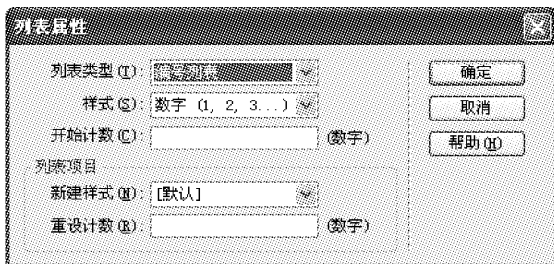 列表属性
列表类型(T): 编号列表
确定
样式(S): 数字 (1, 2, 3...)
取消
开始计数(C): (数字)
帮助(H)
列表项目
新建样式(N): [默认]
重设计数(R): (数字)